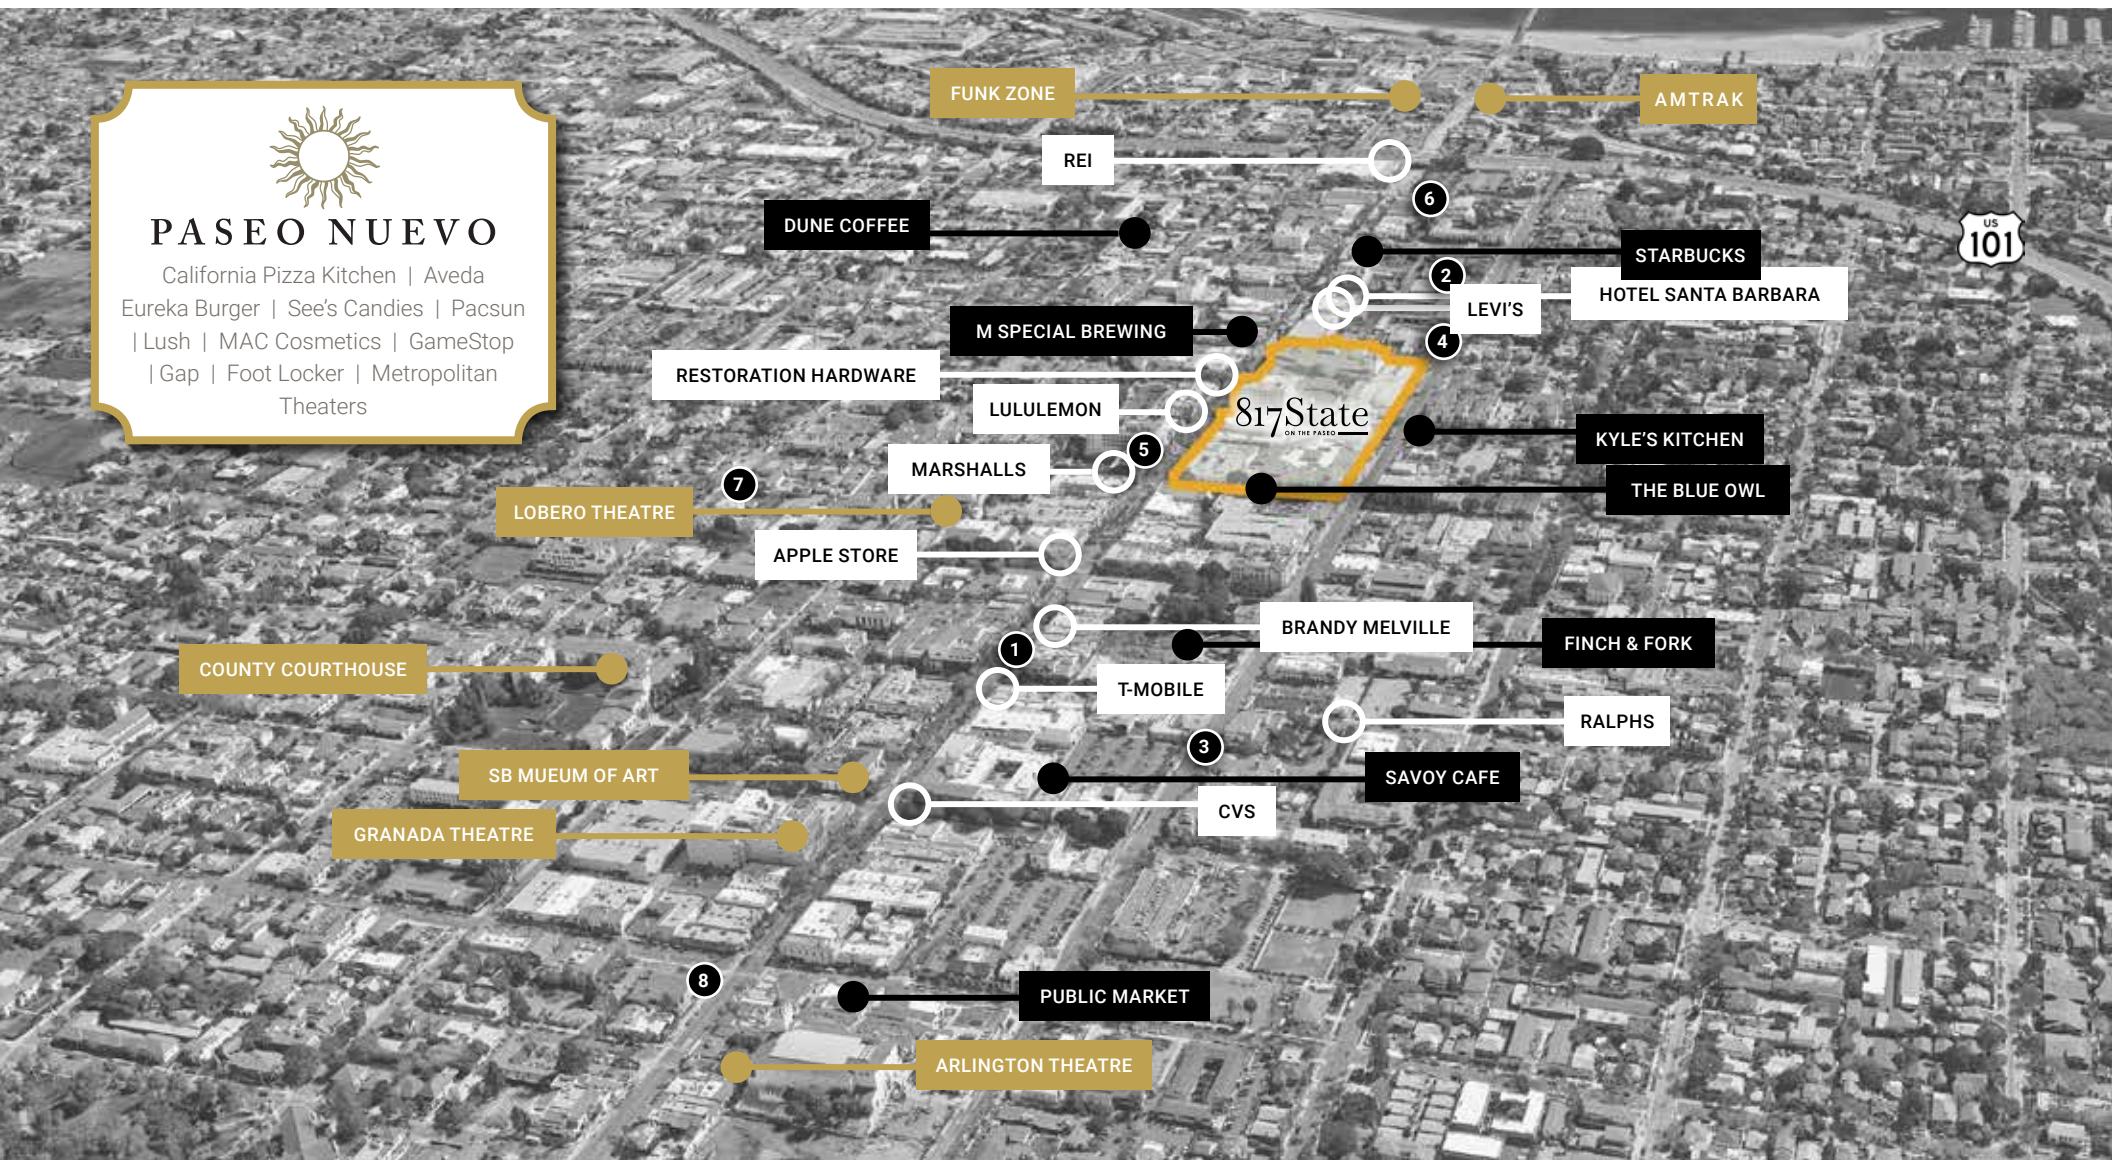 FUNK ZONE
AMTRAK
PASEO NUEVO
California Pizza Kitchen | Aveda
Eureka Burger | See's Candies | Pacsun
| Lush | MAC Cosmetics | GameStop
| Gap | Foot Locker | Metropolitan
Theaters
REI
6
DUNE COFFEE
US
101
STARBUCKS
2
HOTEL SANTA BARBARA
LEVI'S
M SPECIAL BREWING
4
RESTORATION HARDWARE
LULULEMON
817State
ON THE PASEO
KYLE'S KITCHEN
5
MARSHALLS
7
THE BLUE OWL
LOBERO THEATRE
APPLE STORE
BRANDY MELVILLE
FINCH & FORK
1
COUNTY COURTHOUSE
T-MOBILE
RALPHS
3
SB MUEUM OF ART
SAVOY CAFE
CVS
GRANADA THEATRE
8
PUBLIC MARKET
ARLINGTON THEATRE